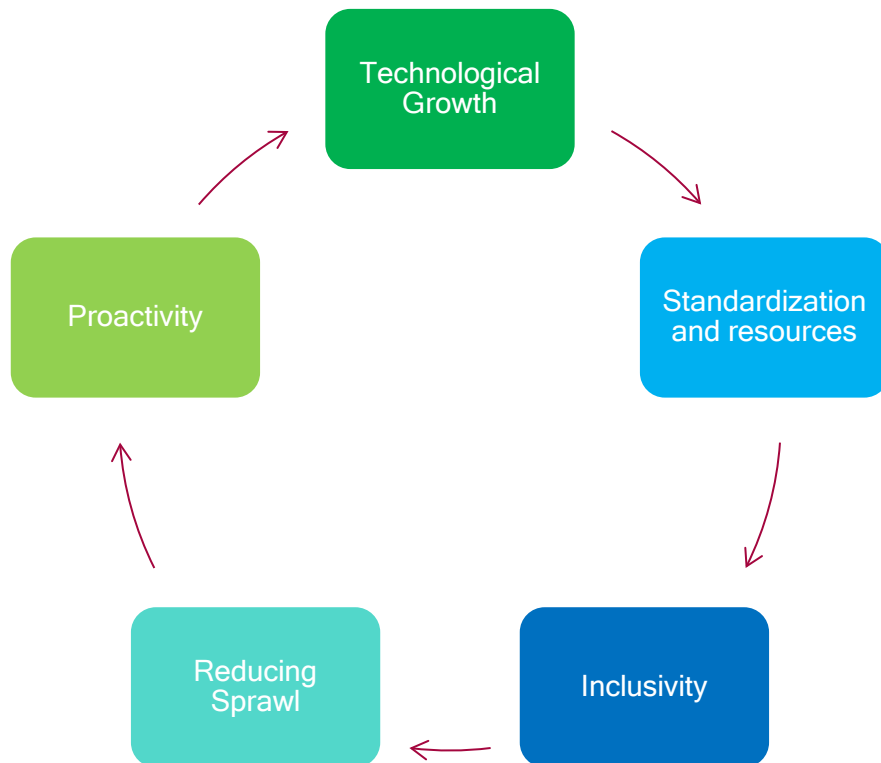 Technological
Growth
Standardization
and resources
Inclusivity
Reducing
Sprawl
Proactivity